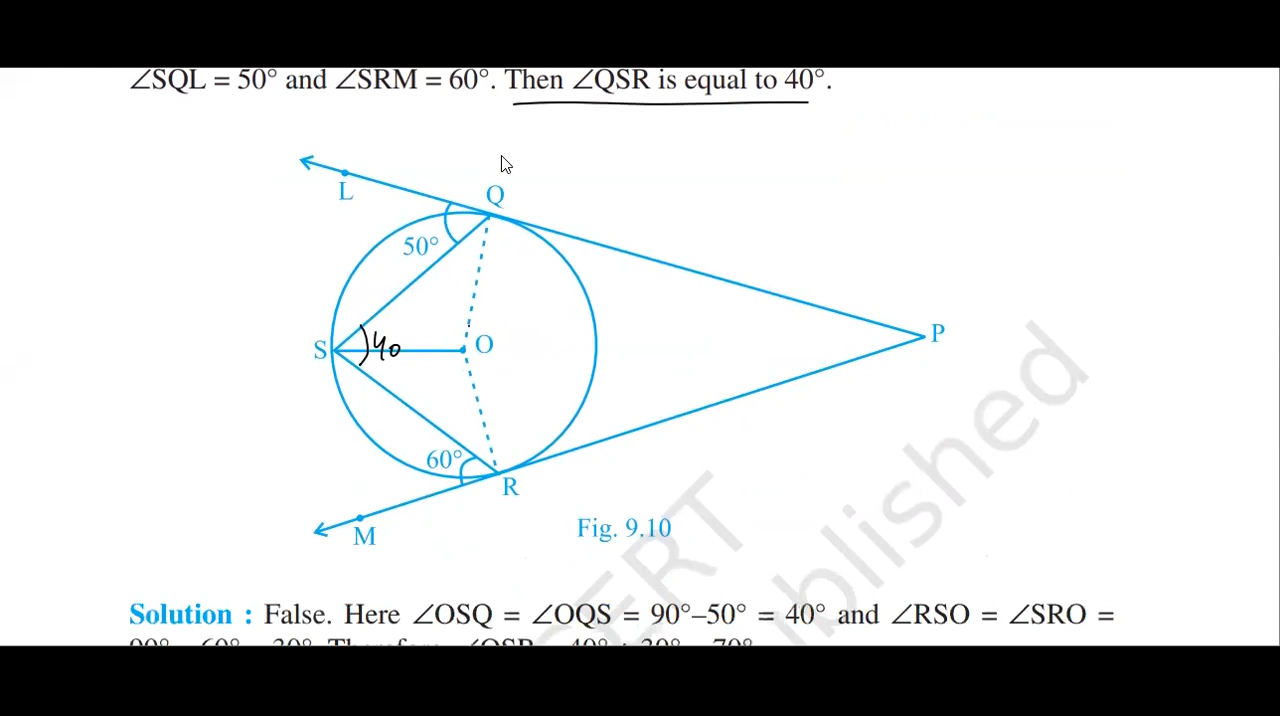 ∠SQL = 50° and ∠SRM = 60°. Then ∠QSR is equal to 40°.
L
Q
50°
P
S
40
O
60°
R
M
Fig. 9.10
Solution : False. Here ∠OSQ = ∠OQS = 90°–50° = 40° and ∠RSO = ∠SRO =